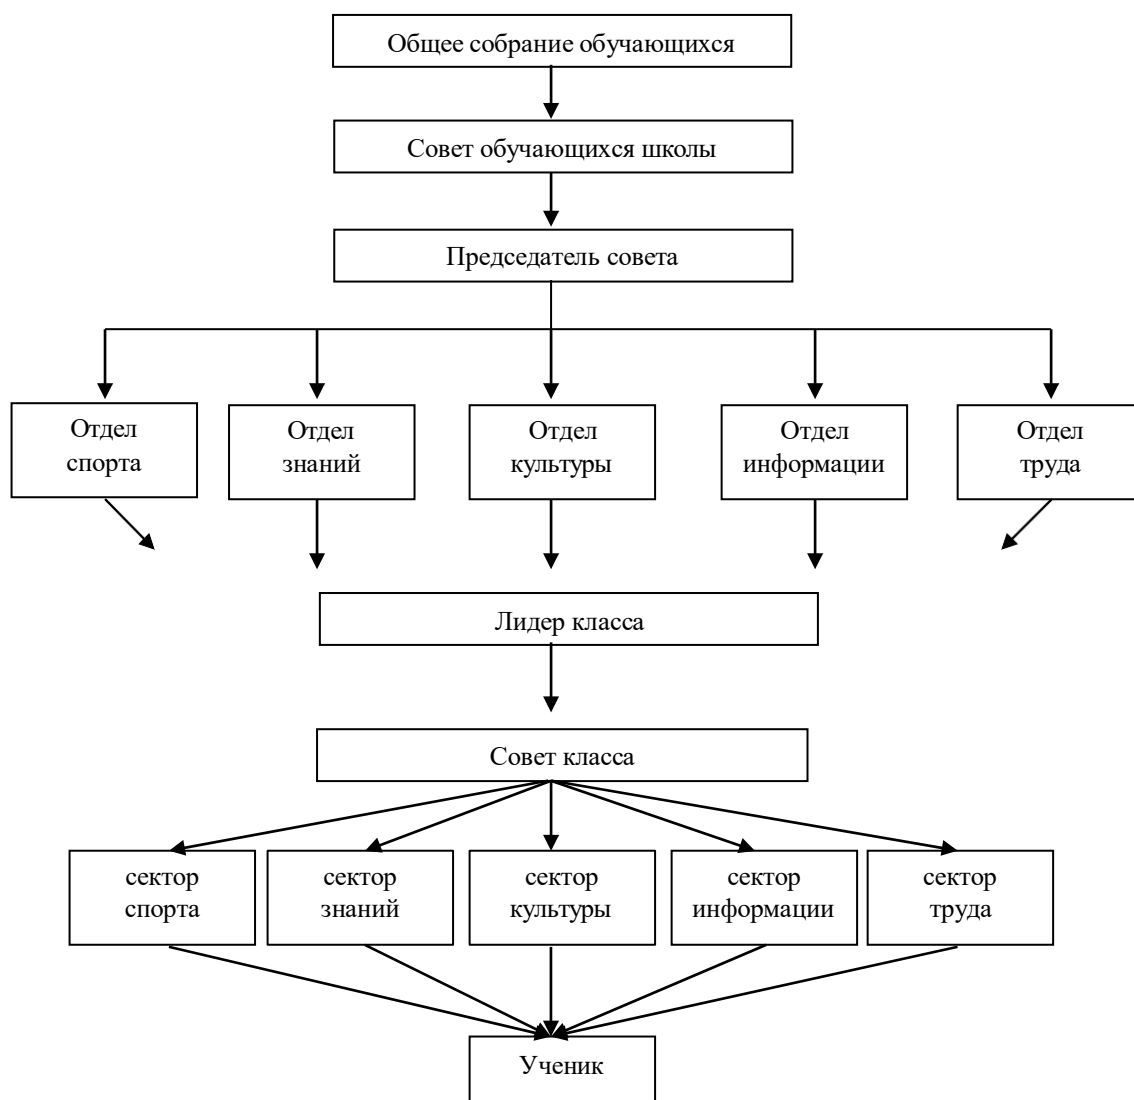 Общее собрание обучающихся
Совет обучающихся школы
Председатель совета
Отдел
спорта
Отдел
знаний
Отдел
культуры
Отдел
информации
Отдел
труда
Лидер класса
Совет класса
сектор
спорта
сектор
знаний
сектор
культуры
сектор
информации
сектор
труда
Ученик